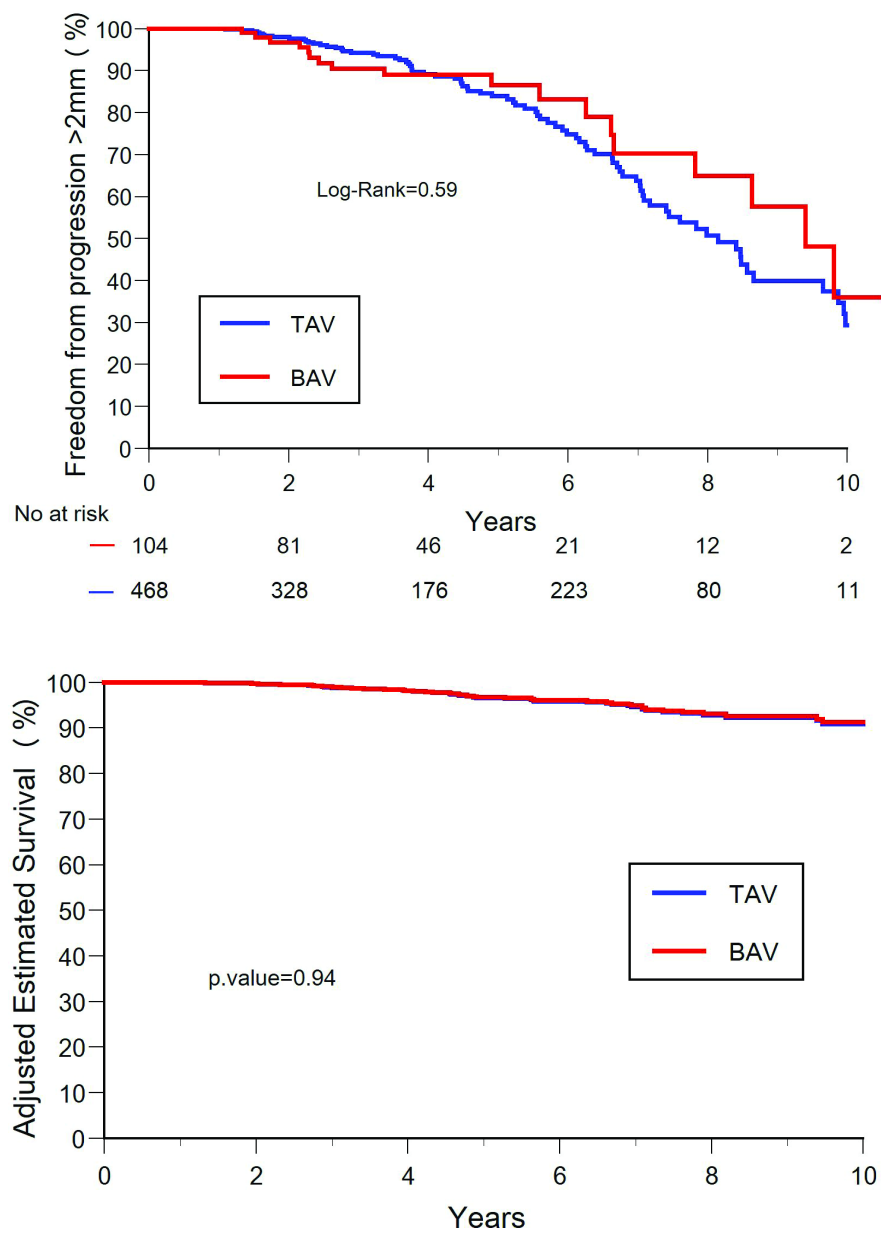 Freedom from progression >2mm ( %)
100
90
80
70
60
50
40
30
20
10
0
Log-Rank=0.59
TAV
BAV
0 2 4 6 8 10
Years
No at risk
104 81 46 21 12 2
468 328 176 223 80 11
Adjusted Estimated Survival ( %)
100
90
80
70
60
50
40
30
20
10
0
TAV
BAV
p.value=0.94
0 2 4 6 8 10
Years